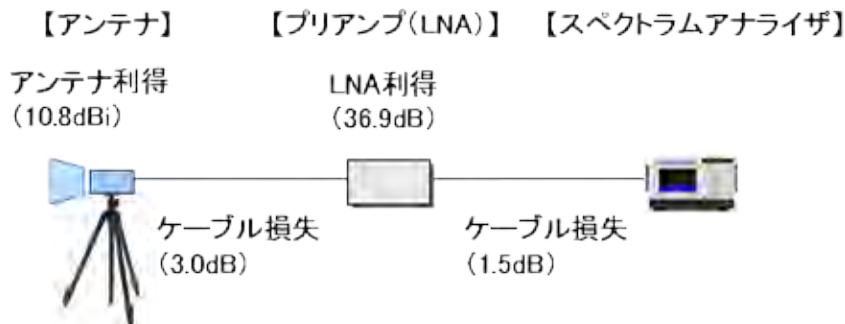 【アンテナ】 【プリアンプ（LNA）】 【スペクトラムアナライザ】
アンテナ利得 LNA利得
（10.8dBi） （36.9dB）
ケーブル損失 ケーブル損失
（3.0dB） （1.5dB）